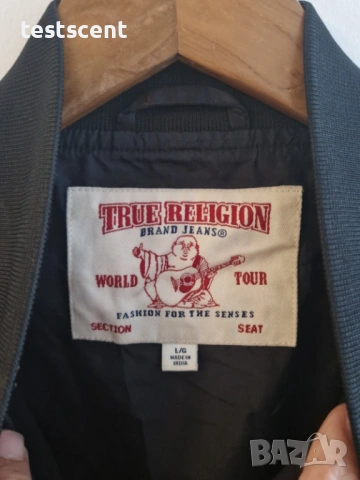 testscent
TRUE RELIGION
BRAND JEANS®
WORLD TOUR
FASHION FOR THE SENSES
SECTION SEAT
L/G
MADE IN
INDIA
BAZAR